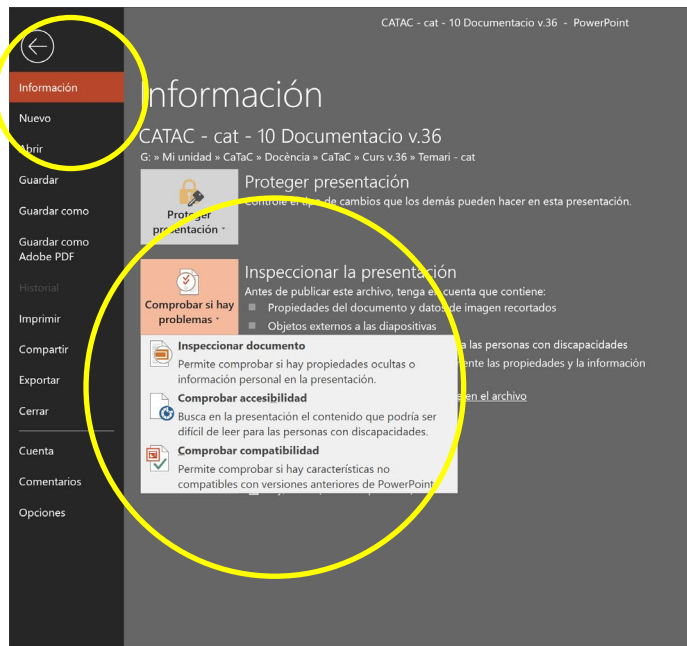 CATAC - cat - 10 Documentacio v.36 - PowerPoint
Información
Nuevo
Abrir
Guardar
Guardar como
Guardar como
Adobe PDF
Historial
Imprimir
Compartir
Exportar
Cerrar
Cuenta
Comentarios
Opciones
Información
CATAC - cat - 10 Documentacio v.36
G: » Mi unidad » CaTaC » Docència » CaTaC » Curs v.36 » Temari - cat
Proteger
presentación
Proteger presentación
Controle el tipo de cambios que los demás pueden hacer en esta presentación.
Comprobar si hay
problemas
Inspeccionar la presentación
Antes de publicar este archivo, tenga en cuenta que contiene:
Propiedades del documento y datos de imagen recortados
Objetos externos a las diapositivas
a las personas con discapacidades
ente las propiedades y la información
en el archivo
Inspeccionar documento
Permite comprobar si hay propiedades ocultas o
información personal en la presentación.
Comprobar accesibilidad
Busca en la presentación el contenido que podría ser
difícil de leer para las personas con discapacidades.
Comprobar compatibilidad
Permite comprobar si hay características no
compatibles con versiones anteriores de PowerPoint.